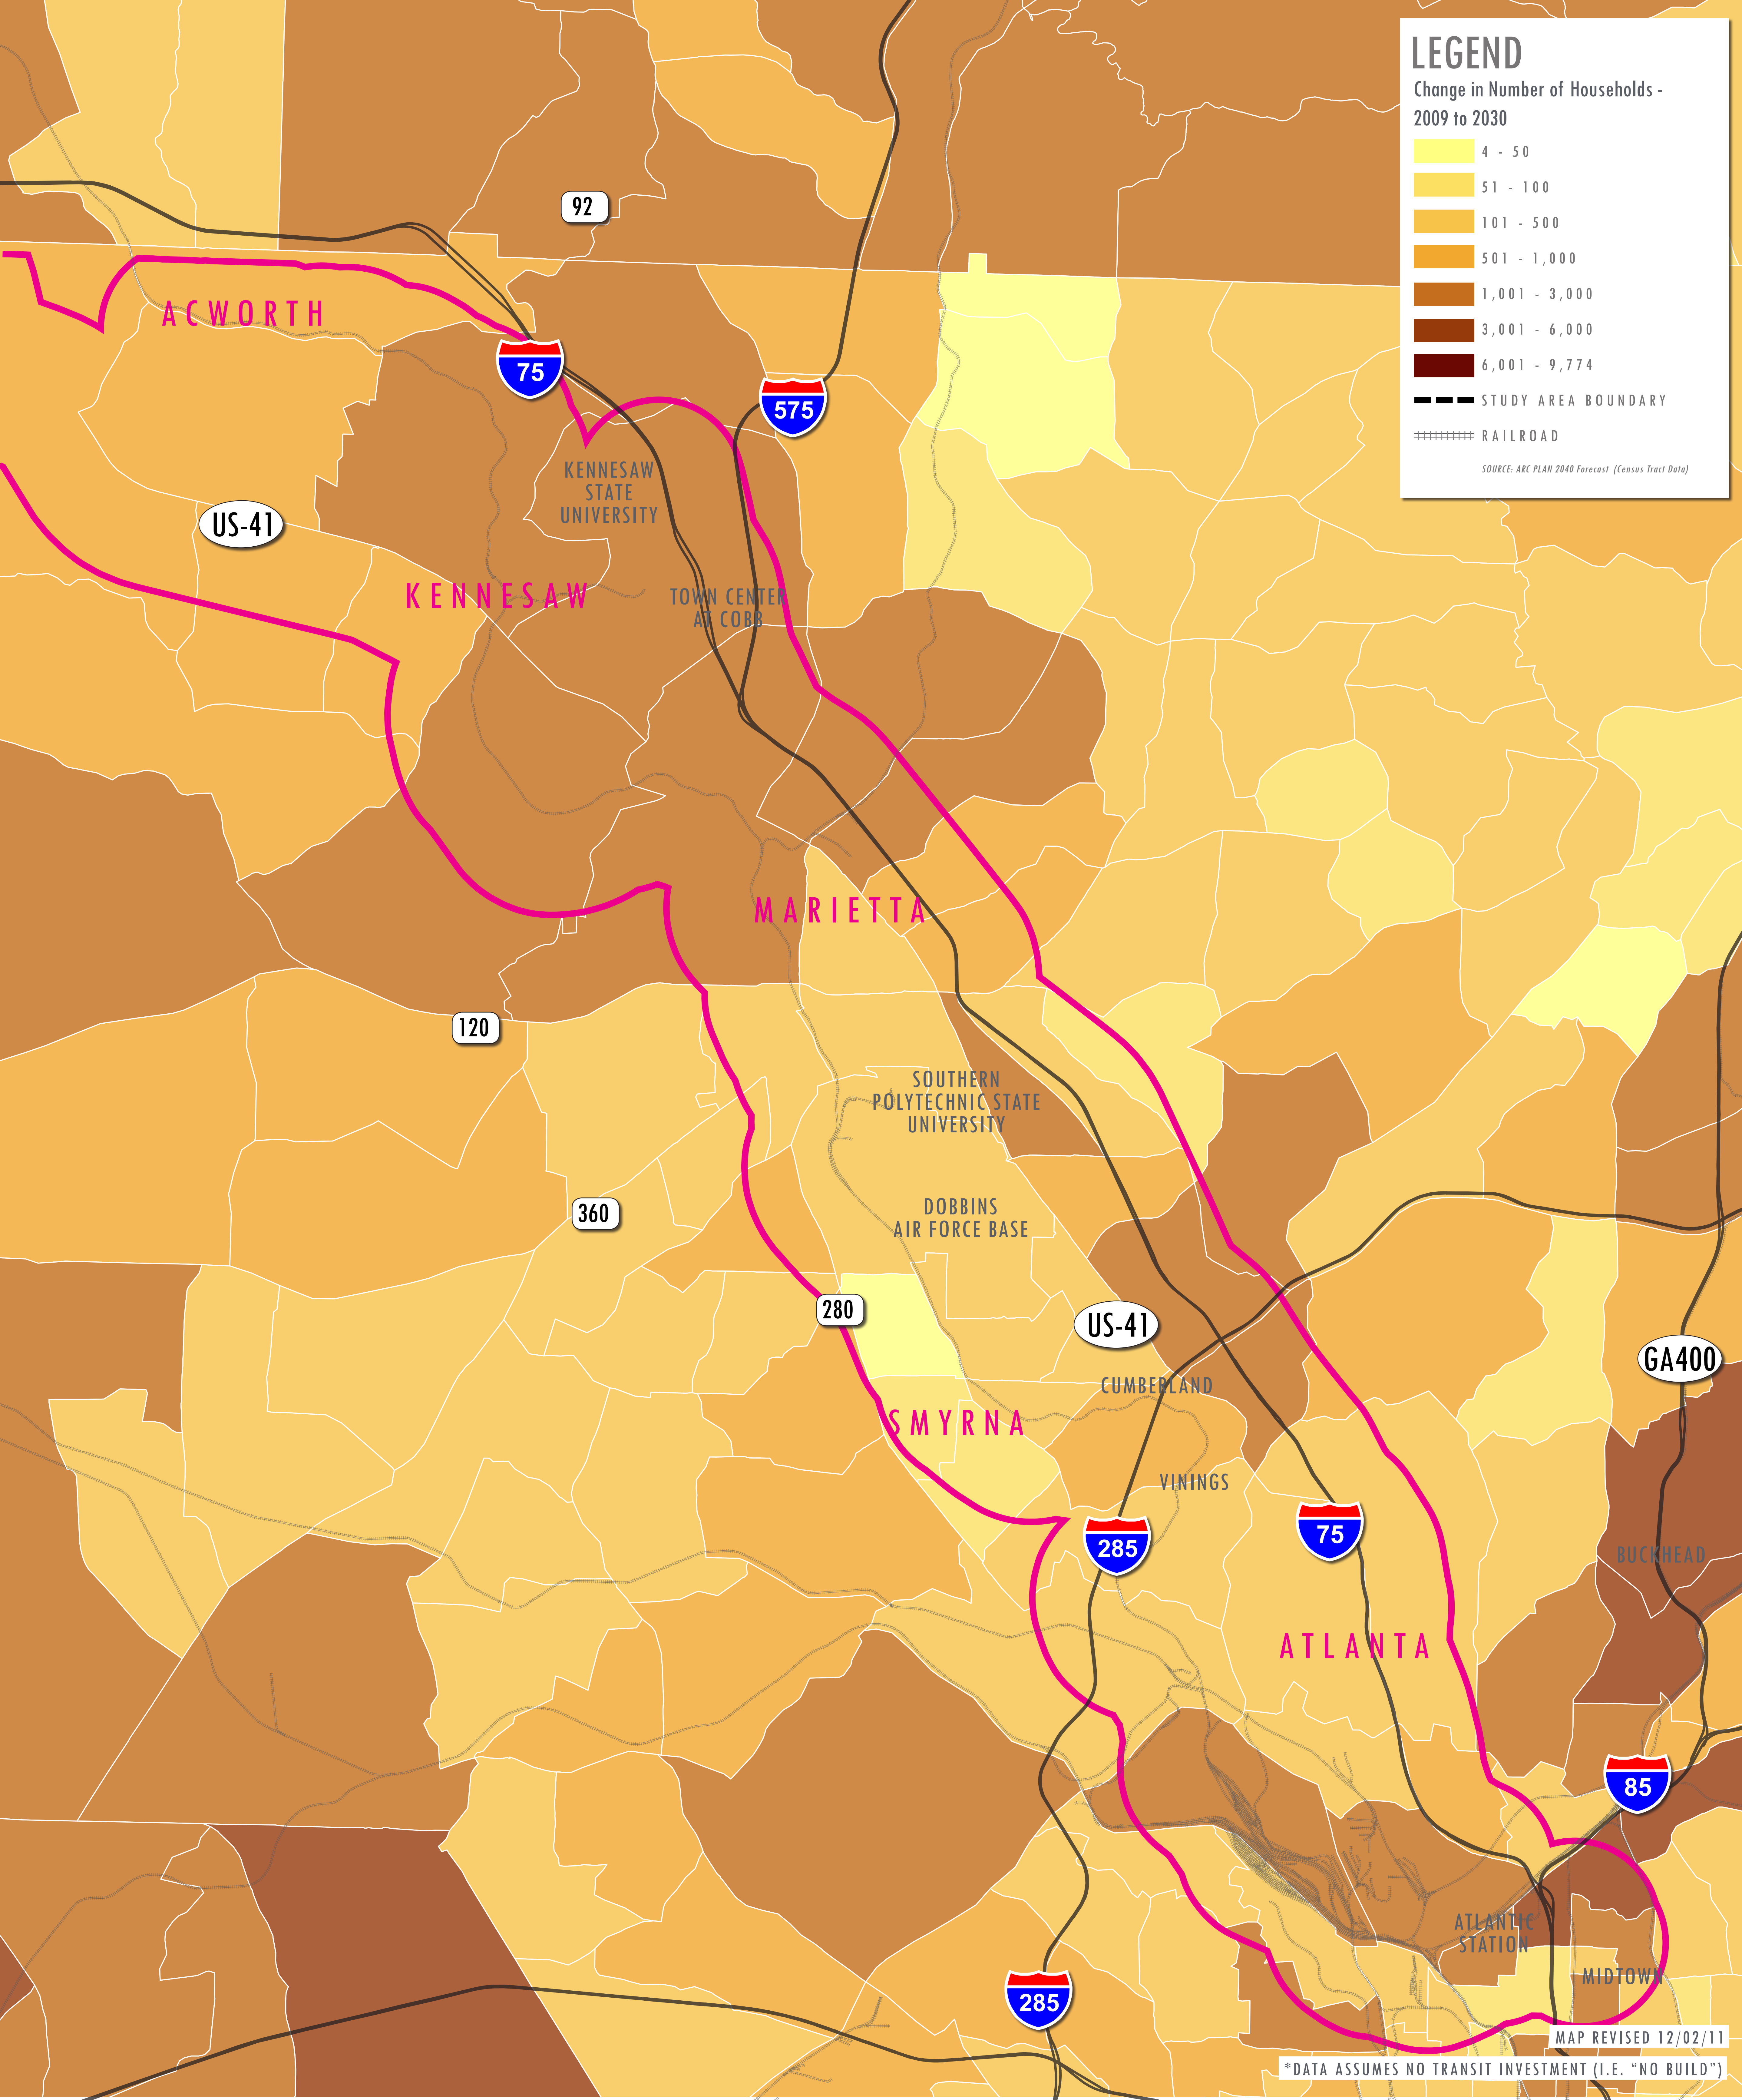 LEGEND
Change in Number of Households -
2009 to 2030
4 - 50
51 - 100
101 - 500
501 - 1,000
1,001 - 3,000
3,001 - 6,000
6,001 - 9,774
STUDY AREA BOUNDARY
RAILROAD
SOURCE: ARC PLAN 2040 Forecast (Census Tract Data)
92
ACWORTH
75
575
KENNESAW
STATE
UNIVERSITY
US-41
KENNESAW
TOWN CENTER
AT COBB
MARIETTA
120
SOUTHERN
POLYTECHNIC STATE
UNIVERSITY
360
DOBBINS
AIR FORCE BASE
280
US-41
GA400
CUMBERLAND
SMYRNA
VININGS
75
285
BUCKHEAD
ATLANTA
85
ATLANTIC
STATION
MIDTOWN
285
MAP REVISED 12/02/11
*DATA ASSUMES NO TRANSIT INVESTMENT (I.E. “NO BUILD”)